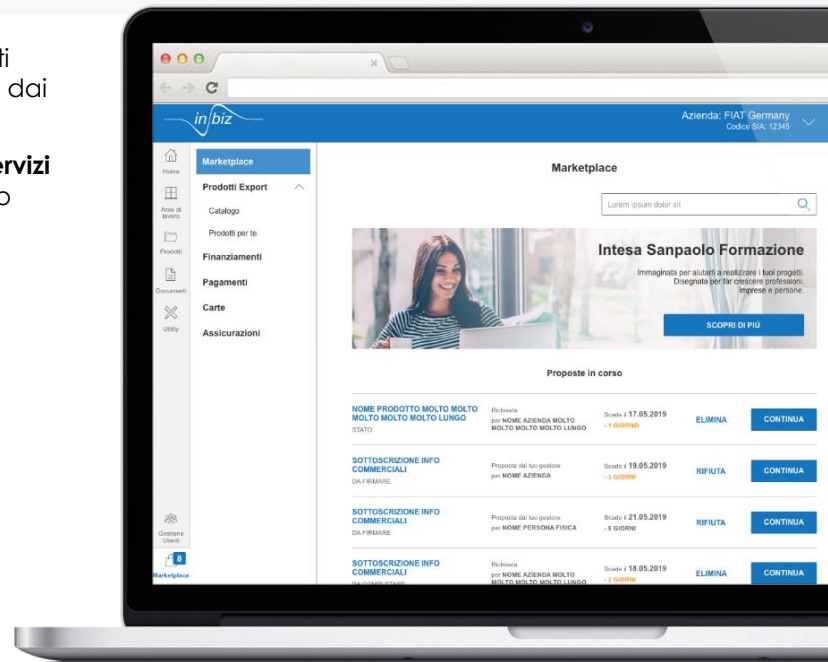 ti
dai
ervizi
o
in biz
Azienda: FIAT Germany
Codice SIA: 12345
Home
Area di
lavoro
Prodotti
Documenti
Utility
Gestione
Utenti
8
Marketplace
Marketplace
Prodotti Export
Catalogo
Prodotti per te
Finanziamenti
Pagamenti
Carte
Assicurazioni
Marketplace
Lorem ipsum dolor sit
Intesa Sanpaolo Formazione
Immaginata per aiutarti a realizzare i tuoi progetti.
Disegnata per far crescere professioni,
imprese e persone.
SCOPRI DI PIÙ
Proposte in corso
NOME PRODOTTO MOLTO MOLTO
MOLTO MOLTO MOLTO LUNGO
STATO
Richiesta
per NOME AZIENDA MOLTO
MOLTO MOLTO MOLTO LUNGO
Scade il 17.05.2019
- 1 GIORNO
ELIMINA
CONTINUA
SOTTOSCRIZIONE INFO
COMMERCIALI
DA FIRMARE
Proposta dal tuo gestore
per NOME AZIENDA
Scade il 19.05.2019
- 3 GIORNI
RIFIUTA
CONTINUA
SOTTOSCRIZIONE INFO
COMMERCIALI
DA FIRMARE
Proposta dal tuo gestore
per NOME PERSONA FISICA
Scade il 21.05.2019
- 5 GIORNI
RIFIUTA
CONTINUA
SOTTOSCRIZIONE INFO
COMMERCIALI
DA COMPLETARE
Richiesta
per NOME AZIENDA MOLTO
MOLTO MOLTO MOLTO LUNGO
Scade il 18.05.2019
- 2 GIORNI
ELIMINA
CONTINUA